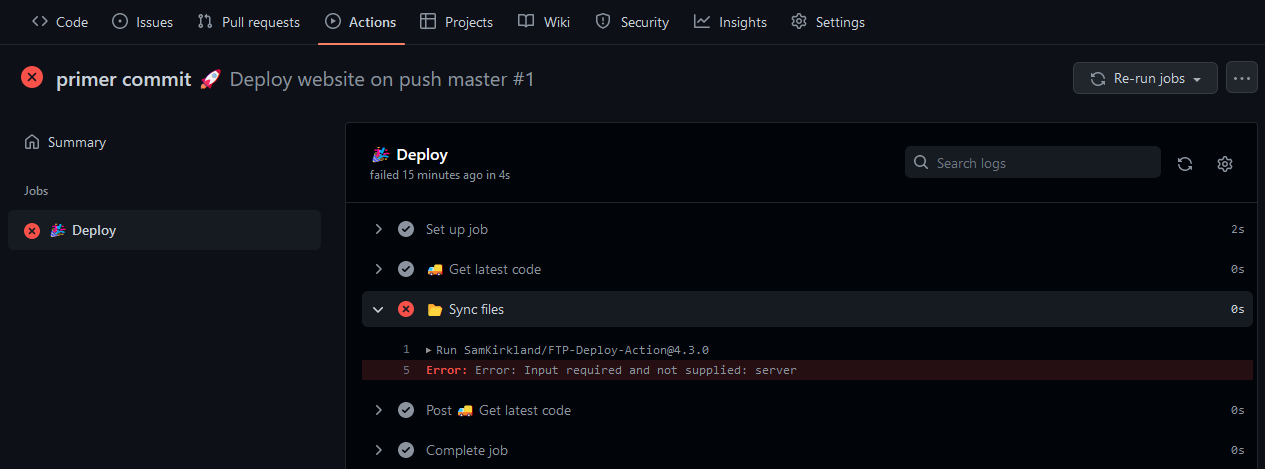 Code Issues Pull requests Actions Projects Wiki Security Insights Settings
primer commit 🚀 Deploy website on push master #1
Re-run jobs
Summary
Jobs
🎉 Deploy
🎉 Deploy
failed 15 minutes ago in 4s
Search logs
Set up job 2s
🚚 Get latest code 0s
📂 Sync files 0s
1 ▸ Run SamKirkland/FTP-Deploy-Action@4.3.0
5 Error: Error: Input required and not supplied: server
Post 🚚 Get latest code 0s
Complete job 0s